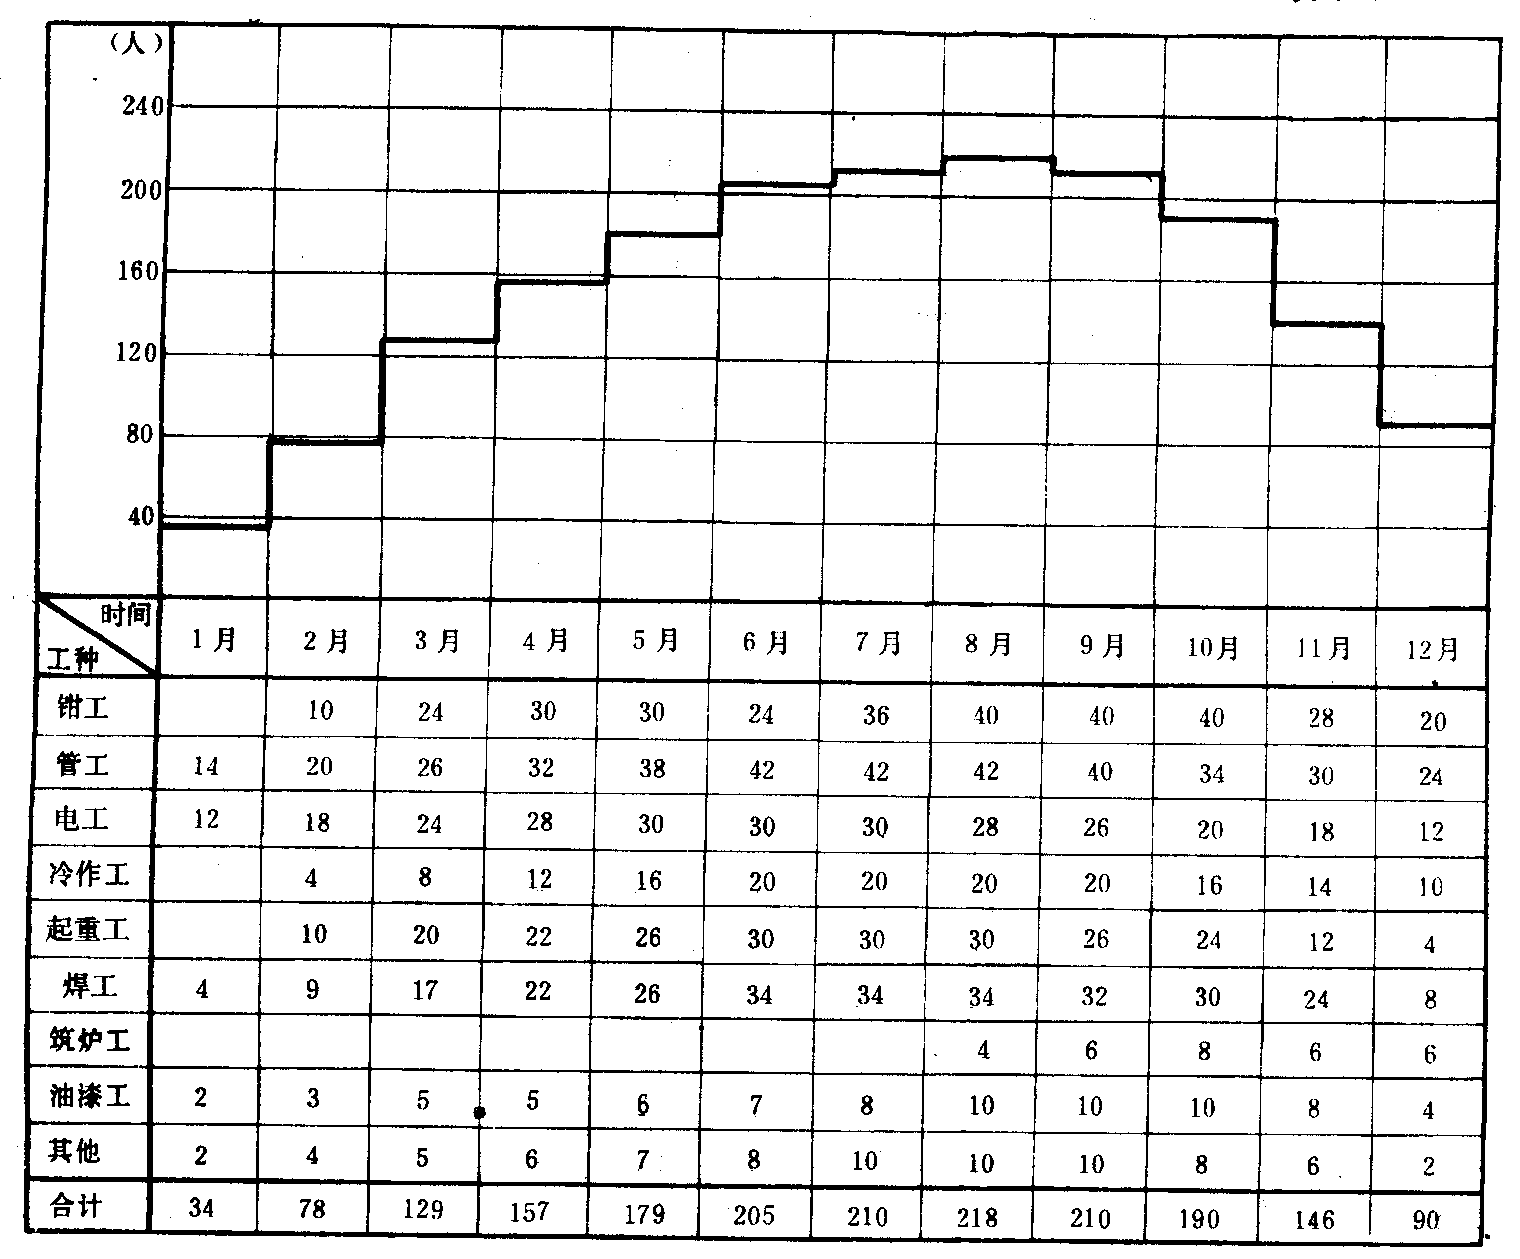 (人)
240
200
160
120
80
40
时间
工种
1月 2月 3月 4月 5月 6月 7月 8月 9月 10月 11月 12月
钳工 10 24 30 30 24 36 40 40 40 28 20
管工 14 20 26 32 38 42 42 42 40 34 30 24
电工 12 18 24 28 30 30 30 28 26 20 18 12
冷作工 4 8 12 16 20 20 20 20 16 14 10
起重工 10 20 22 26 30 30 30 26 24 12 4
焊工 4 9 17 22 26 34 34 34 32 30 24 8
筑炉工 4 6 8 6 6
油漆工 2 3 5 5 6 7 8 10 10 10 8 4
其他 2 4 5 6 7 8 10 10 10 8 6 2
合计 34 78 129 157 179 205 210 218 210 190 146 90